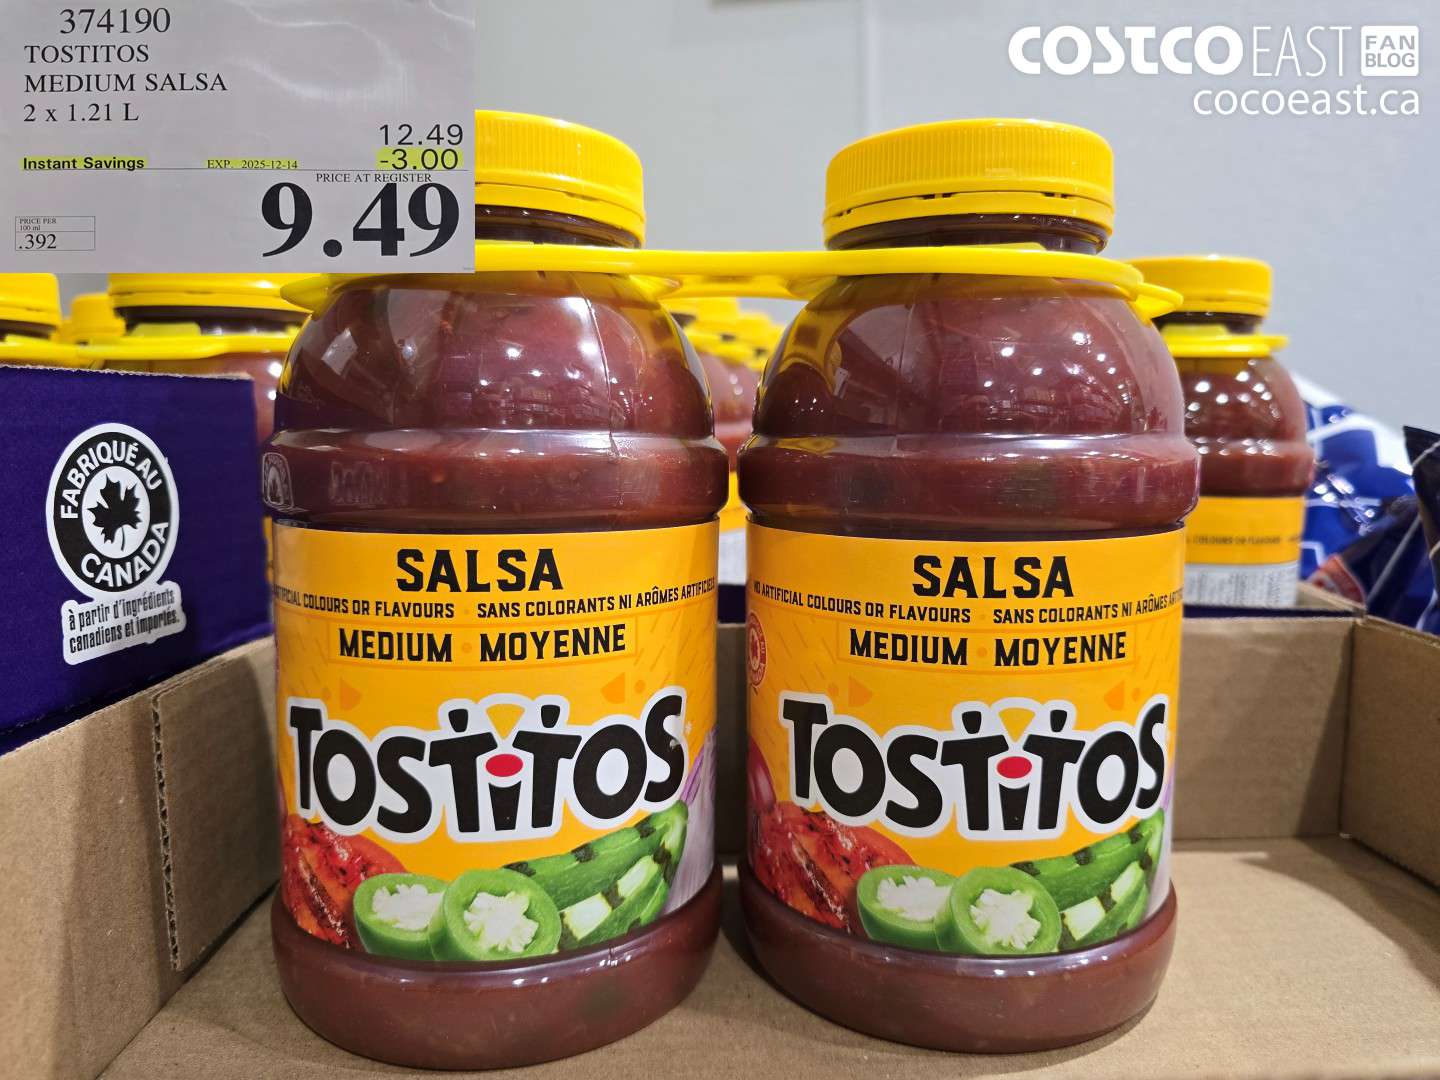 374190
TOSTITOS
MEDIUM SALSA
2 x 1.21 L
12.49
Instant Savings EXP. 2025-12-14 -3.00
PRICE AT REGISTER
9.49
PRICE PER
100 ml
.392
COSTCO EAST FAN BLOG
cocoeast.ca
FABRIQUÉ AU
CANADA
à partir d'ingrédients
canadiens et importés.
SALSA
COLOURS OR FLAVOURS SANS COLORANTS NI ARÔMES
MEDIUM MOYENNE
TOSTITOS
SALSA
NO ARTIFICIAL COLOURS OR FLAVOURS SANS COLORANTS NI ARÔMES
MEDIUM MOYENNE
TOSTITOS
COLOURS OR FLAVOURS